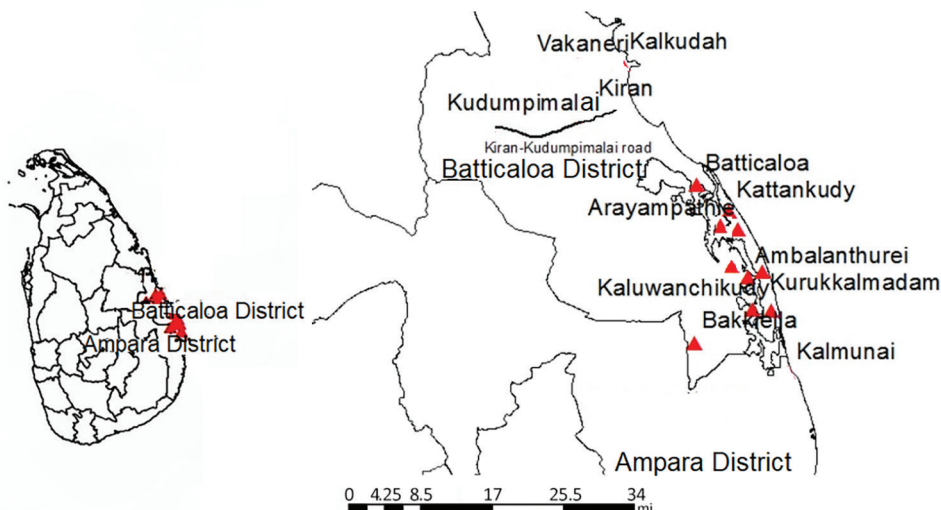 Batticaloa District
Ampara District
Vakaneri Kalkudah
Kiran
Kudumpimalai
Kiran-Kudumpimalai road
Batticaloa District
Batticaloa
Kattankudy
Arayampathie
Ambalanthurei
Kaluwanchikudy
Kurukkalmadam
Bakkiella
Kalmunai
Ampara District
0 4.25 8.5 17 25.5 34
mi